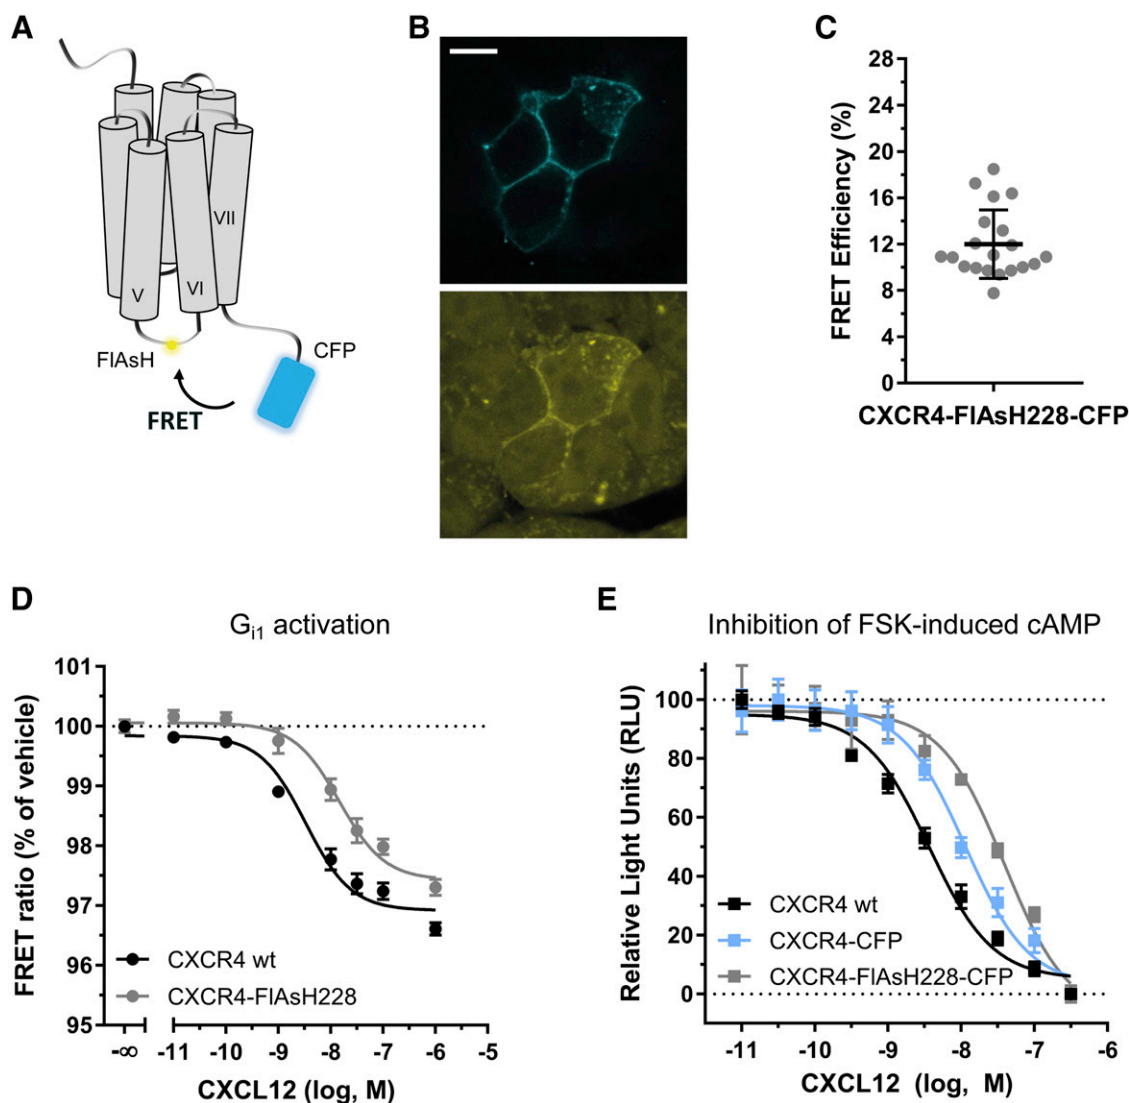 A
VII
V
VI
FlAsH
CFP
FRET
B
C
FRET Efficiency (%)
28
24
20
16
12
8
4
0
CXCR4-FlAsH228-CFP
D
Gi1 activation
FRET ratio (% of vehicle)
101
100
99
98
97
96
95
CXCR4 wt
CXCR4-FlAsH228
-∞ -11 -10 -9 -8 -7 -6 -5
CXCL12 (log, M)
E
Inhibition of FSK-induced cAMP
Relative Light Units (RLU)
100
80
60
40
20
0
CXCR4 wt
CXCR4-CFP
CXCR4-FlAsH228-CFP
-11 -10 -9 -8 -7 -6
CXCL12 (log, M)